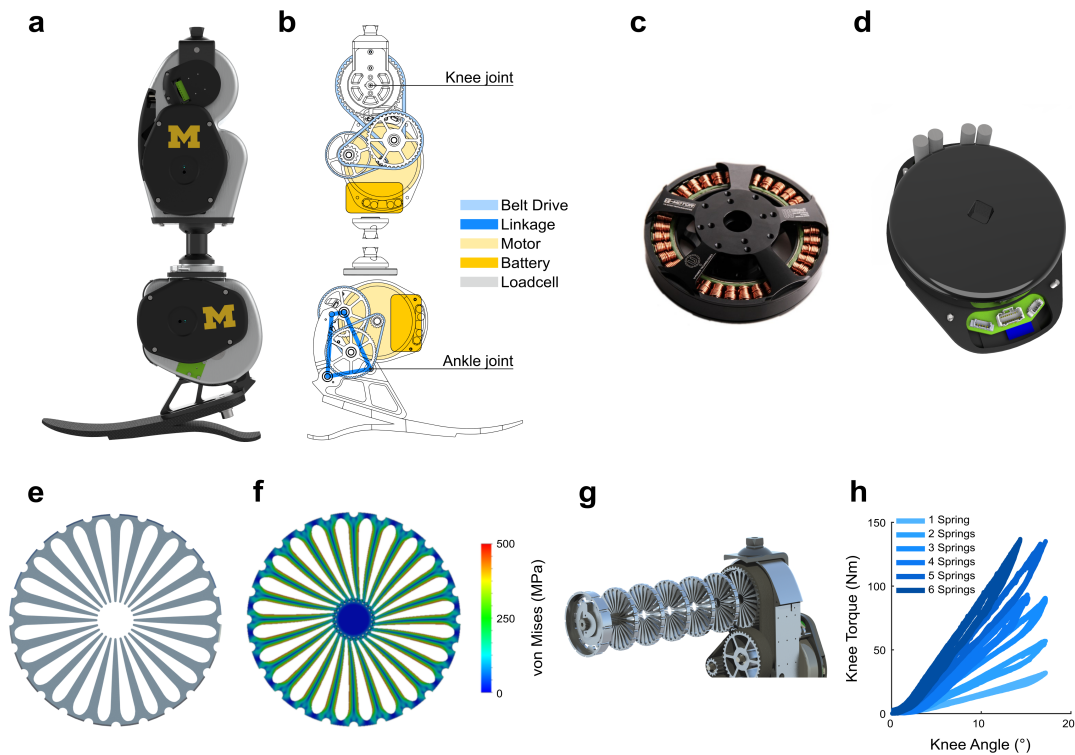 a
b
c
d
M
M
Knee joint
Belt Drive
Linkage
Motor
Battery
Loadcell
Ankle joint
e
f
g
h
500
250
0
von Mises (MPa)
1 Spring
2 Springs
3 Springs
4 Springs
5 Springs
6 Springs
150
100
50
0
0
10
20
Knee Torque (Nm)
Knee Angle (°)